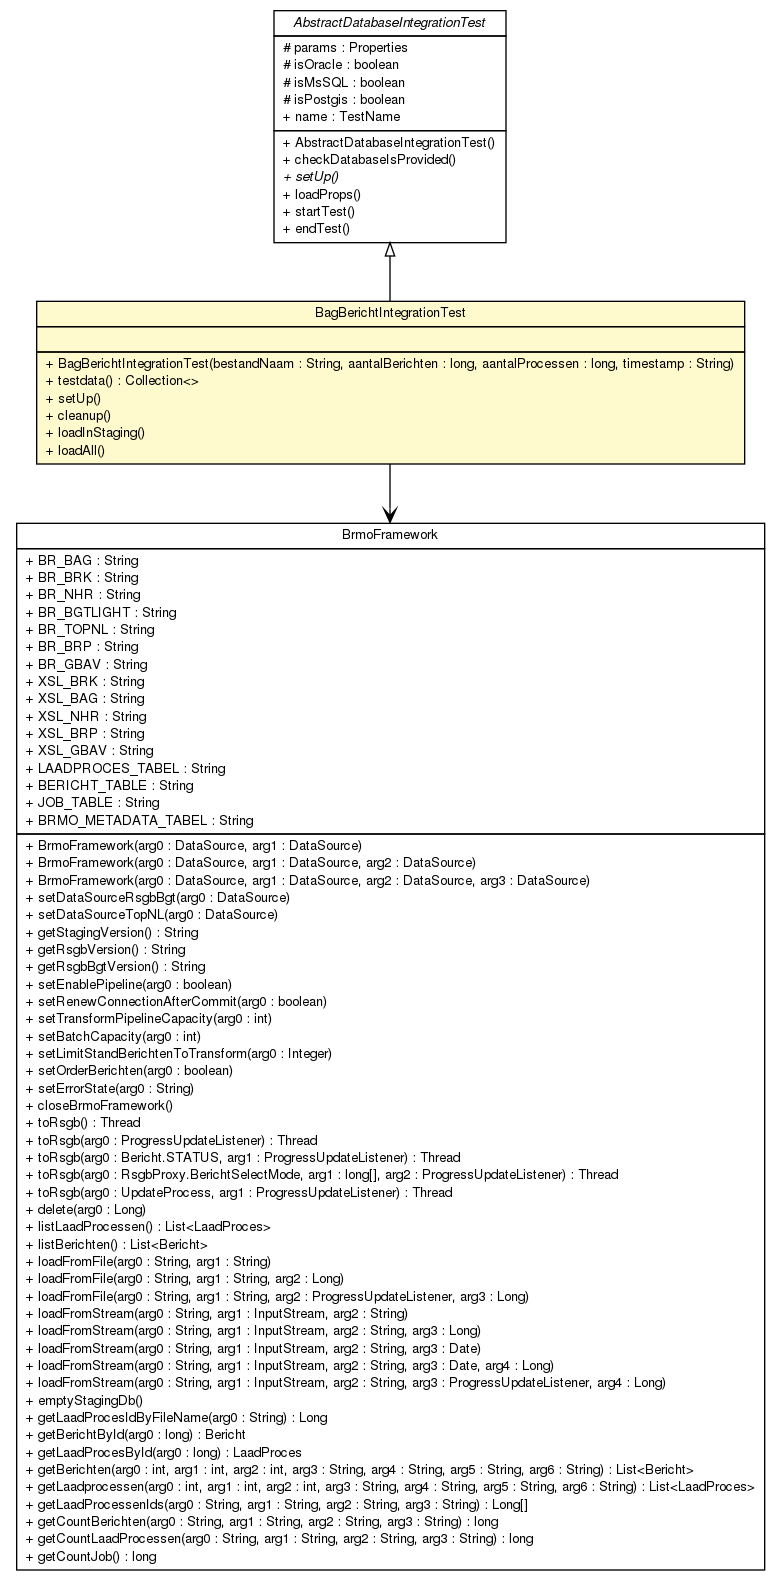 AbstractDatabaseIntegrationTest
# params : Properties
# isOracle : boolean
# isMsSQL : boolean
# isPostgis : boolean
+ name : TestName
+ AbstractDatabaseIntegrationTest()
+ checkDatabaseIsProvided()
+ setUp()
+ loadProps()
+ startTest()
+ endTest()
BagBerichtIntegrationTest
+ BagBerichtIntegrationTest(bestandNaam : String, aantalBerichten : long, aantalProcessen : long, timestamp : String)
+ testdata() : Collection<>
+ setUp()
+ cleanup()
+ loadInStaging()
+ loadAll()
BrmoFramework
+ BR_BAG : String
+ BR_BRK : String
+ BR_NHR : String
+ BR_BGTLIGHT : String
+ BR_TOPNL : String
+ BR_BRP : String
+ BR_GBAV : String
+ XSL_BRK : String
+ XSL_BAG : String
+ XSL_NHR : String
+ XSL_BRP : String
+ XSL_GBAV : String
+ LAADPROCES_TABEL : String
+ BERICHT_TABLE : String
+ JOB_TABLE : String
+ BRMO_METADATA_TABEL : String
+ BrmoFramework(arg0 : DataSource, arg1 : DataSource)
+ BrmoFramework(arg0 : DataSource, arg1 : DataSource, arg2 : DataSource)
+ BrmoFramework(arg0 : DataSource, arg1 : DataSource, arg2 : DataSource, arg3 : DataSource)
+ setDataSourceRsgbBgt(arg0 : DataSource)
+ setDataSourceTopNL(arg0 : DataSource)
+ getStagingVersion() : String
+ getRsgbVersion() : String
+ getRsgbBgtVersion() : String
+ setEnablePipeline(arg0 : boolean)
+ setRenewConnectionAfterCommit(arg0 : boolean)
+ setTransformPipelineCapacity(arg0 : int)
+ setBatchCapacity(arg0 : int)
+ setLimitStandBerichtenToTransform(arg0 : Integer)
+ setOrderBerichten(arg0 : boolean)
+ setErrorState(arg0 : String)
+ closeBrmoFramework()
+ toRsgb() : Thread
+ toRsgb(arg0 : ProgressUpdateListener) : Thread
+ toRsgb(arg0 : Bericht.STATUS, arg1 : ProgressUpdateListener) : Thread
+ toRsgb(arg0 : RsgbProxy.BerichtSelectMode, arg1 : long[], arg2 : ProgressUpdateListener) : Thread
+ toRsgb(arg0 : UpdateProcess, arg1 : ProgressUpdateListener) : Thread
+ delete(arg0 : Long)
+ listLaadProcessen() : List<LaadProces>
+ listBerichten() : List<Bericht>
+ loadFromFile(arg0 : String, arg1 : String)
+ loadFromFile(arg0 : String, arg1 : String, arg2 : Long)
+ loadFromFile(arg0 : String, arg1 : String, arg2 : ProgressUpdateListener, arg3 : Long)
+ loadFromStream(arg0 : String, arg1 : InputStream, arg2 : String)
+ loadFromStream(arg0 : String, arg1 : InputStream, arg2 : String, arg3 : Long)
+ loadFromStream(arg0 : String, arg1 : InputStream, arg2 : String, arg3 : Date)
+ loadFromStream(arg0 : String, arg1 : InputStream, arg2 : String, arg3 : Date, arg4 : Long)
+ loadFromStream(arg0 : String, arg1 : InputStream, arg2 : String, arg3 : ProgressUpdateListener, arg4 : Long)
+ emptyStagingDb()
+ getLaadProcesIdByFileName(arg0 : String) : Long
+ getBerichtById(arg0 : long) : Bericht
+ getLaadProcesById(arg0 : long) : LaadProces
+ getBerichten(arg0 : int, arg1 : int, arg2 : int, arg3 : String, arg4 : String, arg5 : String, arg6 : String) : List<Bericht>
+ getLaadprocessen(arg0 : int, arg1 : int, arg2 : int, arg3 : String, arg4 : String, arg5 : String, arg6 : String) : List<LaadProces>
+ getLaadProcessenIds(arg0 : String, arg1 : String, arg2 : String, arg3 : String) : Long[]
+ getCountBerichten(arg0 : String, arg1 : String, arg2 : String, arg3 : String) : long
+ getCountLaadProcessen(arg0 : String, arg1 : String, arg2 : String, arg3 : String) : long
+ getCountJob() : long